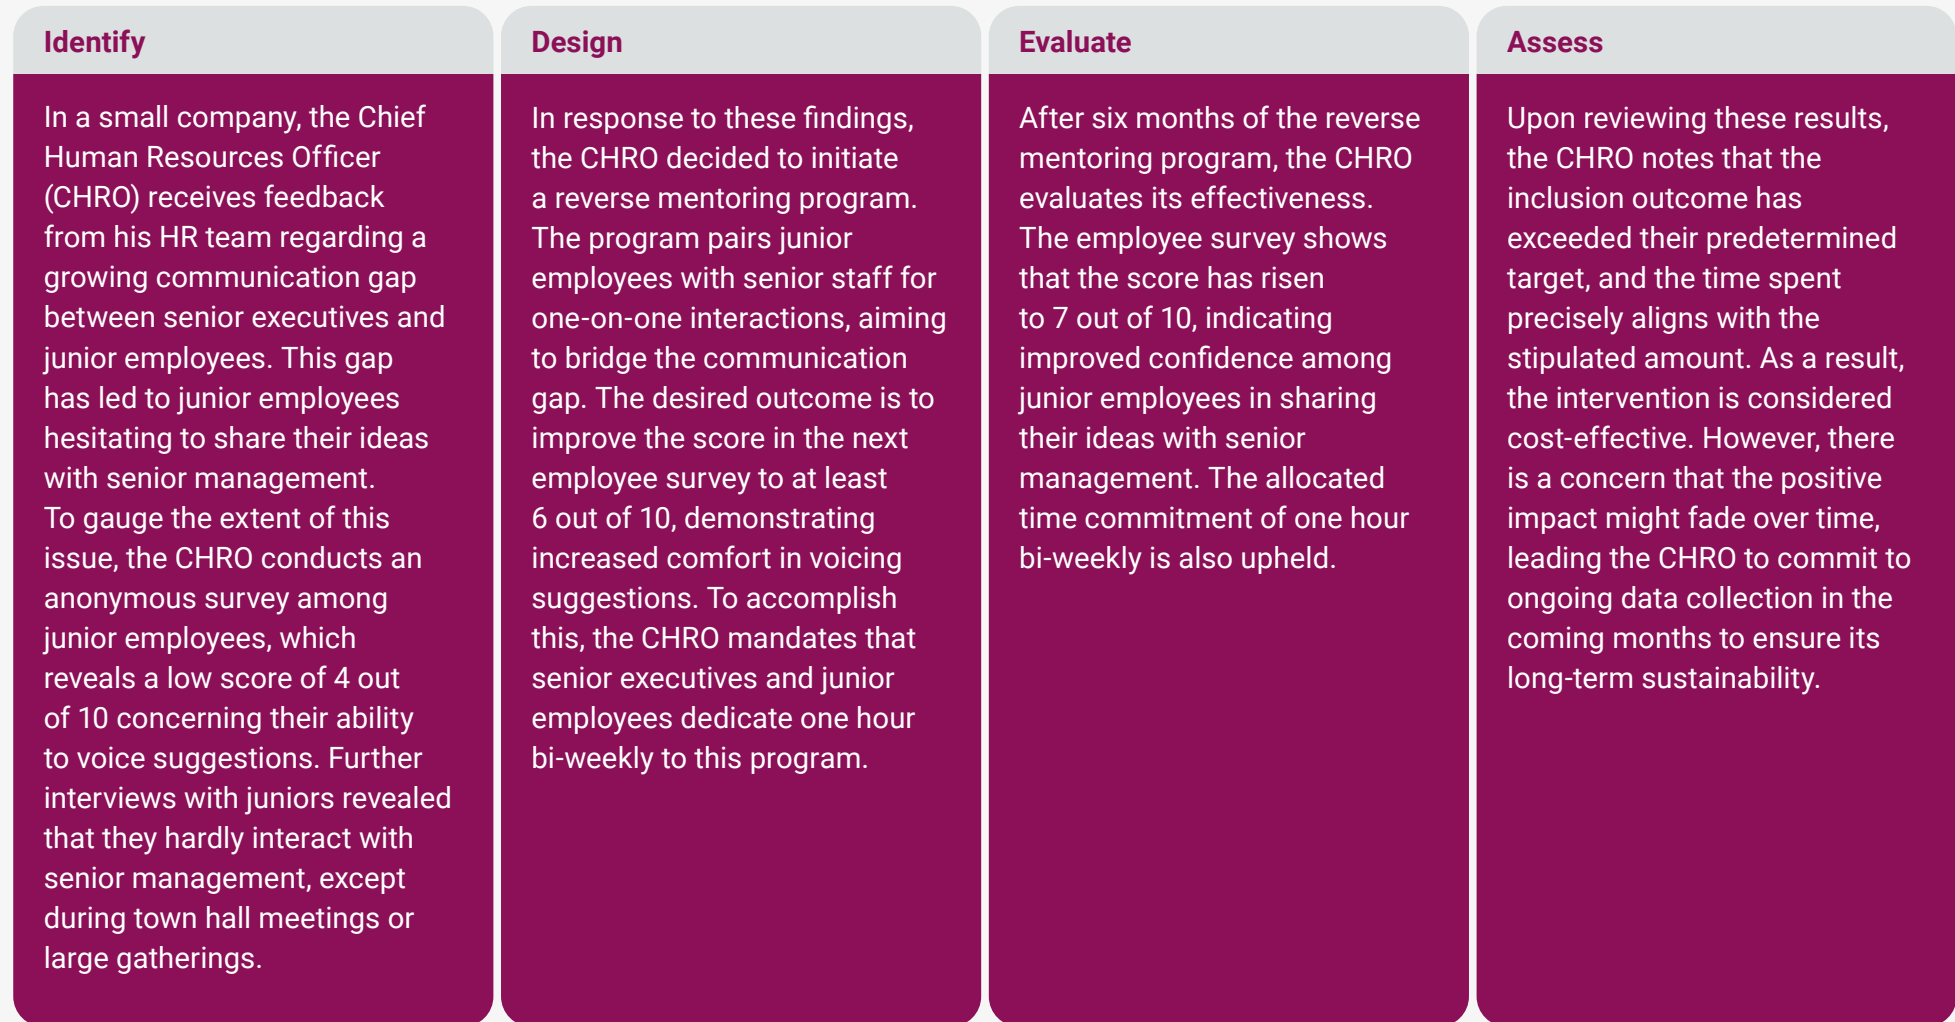 Identify
In a small company, the Chief
Human Resources Officer
(CHRO) receives feedback
from his HR team regarding a
growing communication gap
between senior executives and
junior employees. This gap
has led to junior employees
hesitating to share their ideas
with senior management.
To gauge the extent of this
issue, the CHRO conducts an
anonymous survey among
junior employees, which
reveals a low score of 4 out
of 10 concerning their ability
to voice suggestions. Further
interviews with juniors revealed
that they hardly interact with
senior management, except
during town hall meetings or
large gatherings.
Design
In response to these findings,
the CHRO decided to initiate
a reverse mentoring program.
The program pairs junior
employees with senior staff for
one-on-one interactions, aiming
to bridge the communication
gap. The desired outcome is to
improve the score in the next
employee survey to at least
6 out of 10, demonstrating
increased comfort in voicing
suggestions. To accomplish
this, the CHRO mandates that
senior executives and junior
employees dedicate one hour
bi-weekly to this program.
Evaluate
After six months of the reverse
mentoring program, the CHRO
evaluates its effectiveness.
The employee survey shows
that the score has risen
to 7 out of 10, indicating
improved confidence among
junior employees in sharing
their ideas with senior
management. The allocated
time commitment of one hour
bi-weekly is also upheld.
Assess
Upon reviewing these results,
the CHRO notes that the
inclusion outcome has
exceeded their predetermined
target, and the time spent
precisely aligns with the
stipulated amount. As a result,
the intervention is considered
cost-effective. However, there
is a concern that the positive
impact might fade over time,
leading the CHRO to commit to
ongoing data collection in the
coming months to ensure its
long-term sustainability.